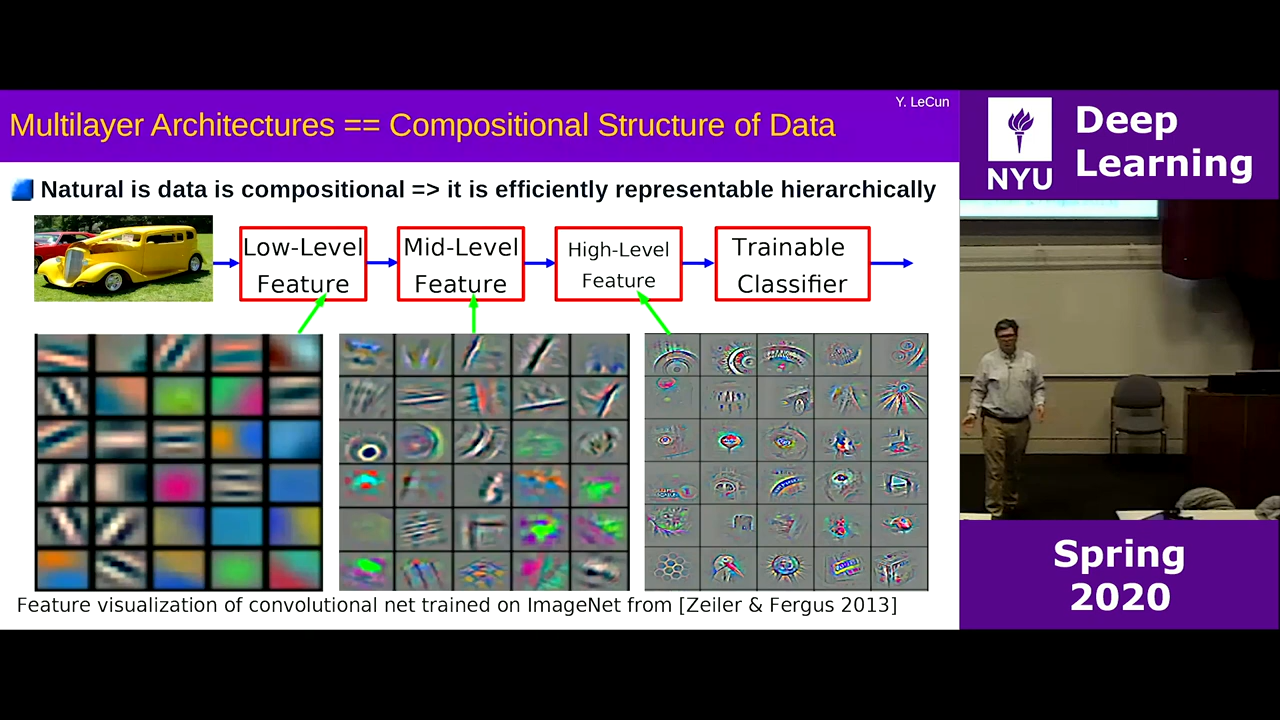 Y. LeCun
Multilayer Architectures == Compositional Structure of Data
Natural is data is compositional => it is efficiently representable hierarchically
Low-Level
Feature
Mid-Level
Feature
High-Level
Feature
Trainable
Classifier
Feature visualization of convolutional net trained on ImageNet from [Zeiler & Fergus 2013]
NYU
Deep
Learning
Spring
2020